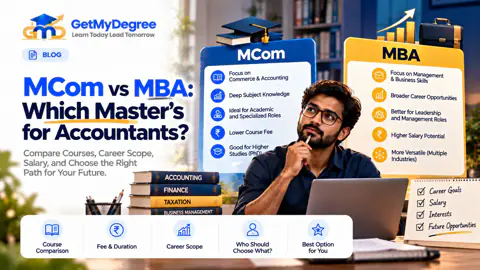 GetMyDegree
Learn Today Lead Tomorrow
BLOG
MCom vs MBA:
Which Master's
for Accountants?
Compare Courses, Career Scope,
Salary, and Choose the Right
Path for Your Future.
MCom
Focus on
Commerce & Accounting
Deep Subject Knowledge
Ideal for Academic
and Specialized Roles
Lower Course Fee
Good for Higher
Studies (PhD)
MBA
Focus on Management
& Business Skills
Broader Career Opportunities
Better for Leadership
and Management Roles
Higher Salary Potential
More Versatile (Multiple
Industries)
ACCOUNTING
FINANCE
TAXATION
BUSINESS MANAGEMENT
Career Goals
Salary
Interests
Future Opportunities
Course
Comparison
Fee & Duration
Career Scope
Who Should
Choose What?
Best Option
for You